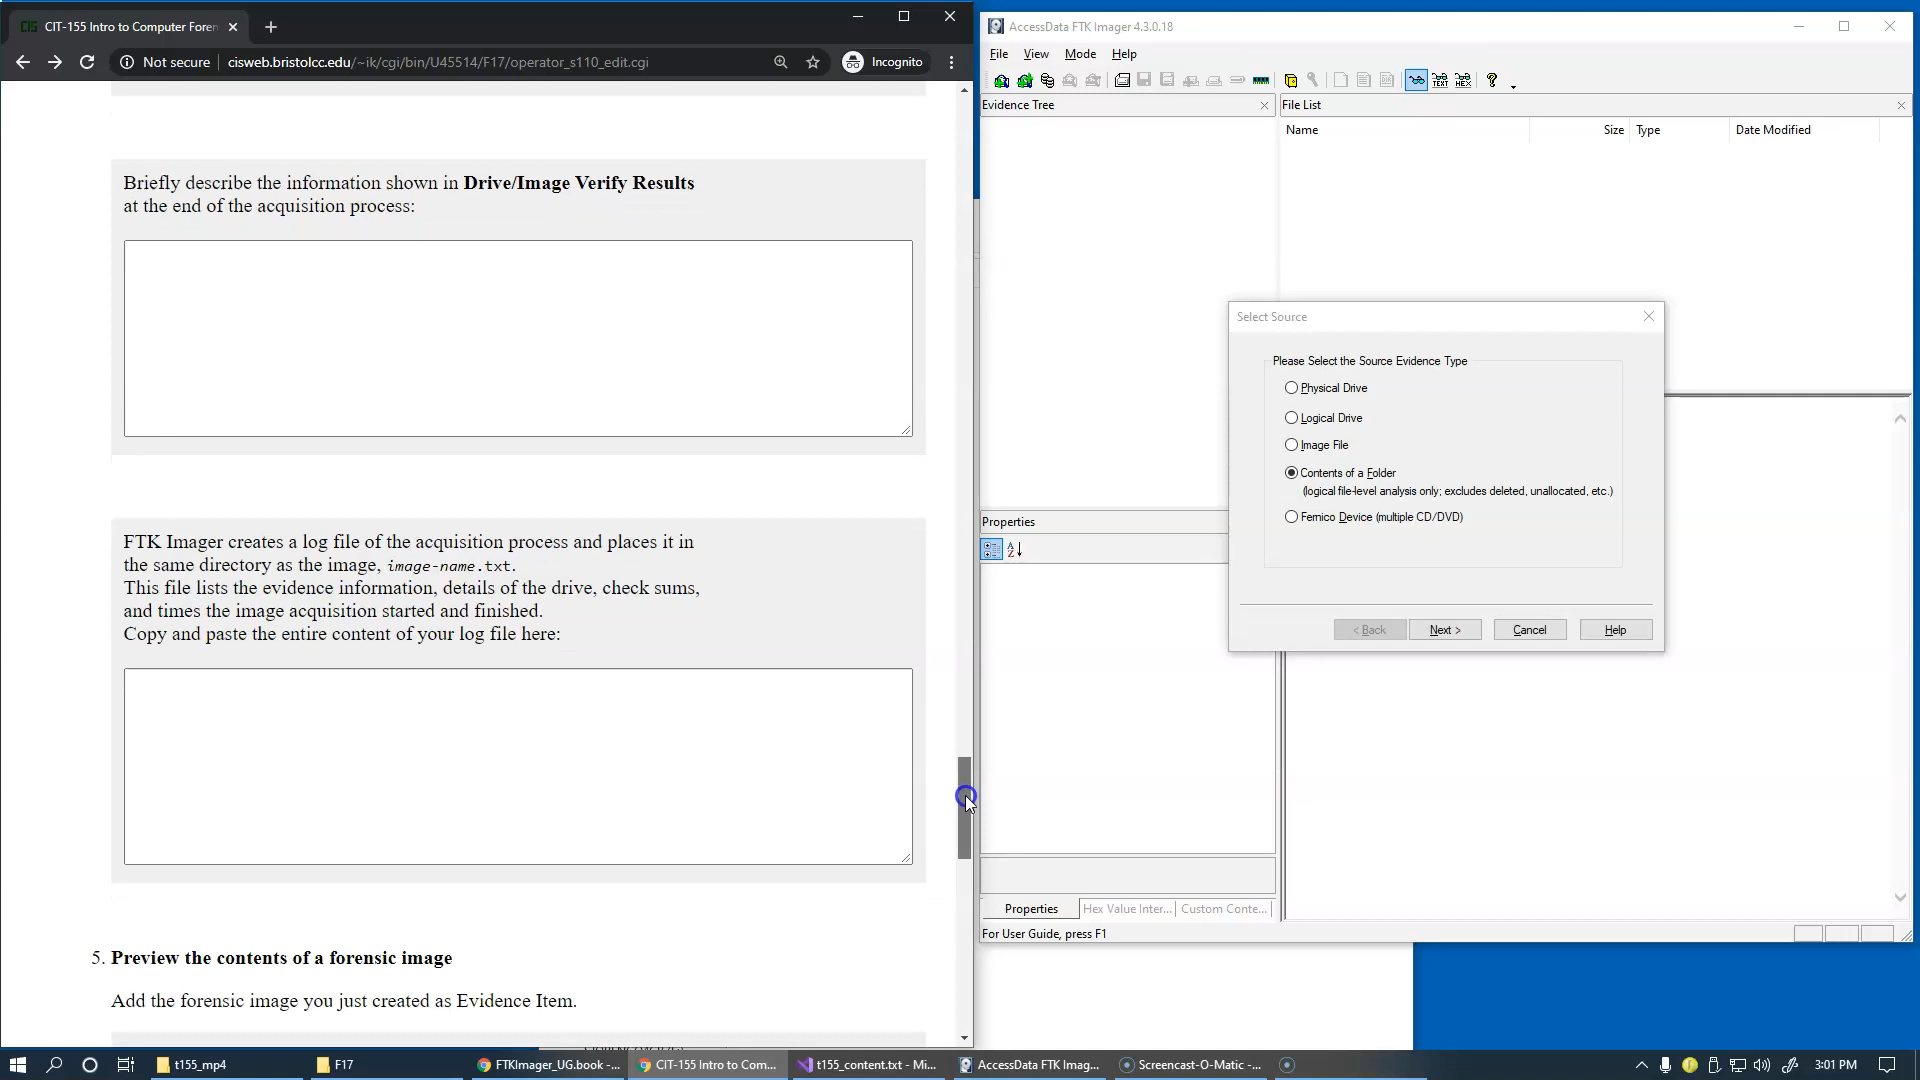 CIT-155 Intro to Computer Foren
Not secure
cisweb.bristolcc.edu/~ik/cgi/bin/U45514/F17/operator_s110_edit.cgi
Incognito
Briefly describe the information shown in Drive/Image Verify Results
at the end of the acquisition process:
FTK Imager creates a log file of the acquisition process and places it in
the same directory as the image, image-name.txt.
This file lists the evidence information, details of the drive, check sums,
and times the image acquisition started and finished.
Copy and paste the entire content of your log file here:
5. Preview the contents of a forensic image
Add the forensic image you just created as Evidence Item.
AccessData FTK Imager 4.3.0.18
File View Mode Help
Evidence Tree
File List
Name Size Type Date Modified
Select Source
Please Select the Source Evidence Type
Physical Drive
Logical Drive
Image File
Contents of a Folder
(logical file-level analysis only; excludes deleted, unallocated, etc.)
Fernico Device (multiple CD/DVD)
< Back Next > Cancel Help
Properties
Properties Hex Value Inter... Custom Conte...
For User Guide, press F1
t155_mp4
F17
FTKImager_UG.book -...
CIT-155 Intro to Com...
t155_content.txt - Mi...
AccessData FTK Imag...
Screencast-O-Matic -...
3:01 PM